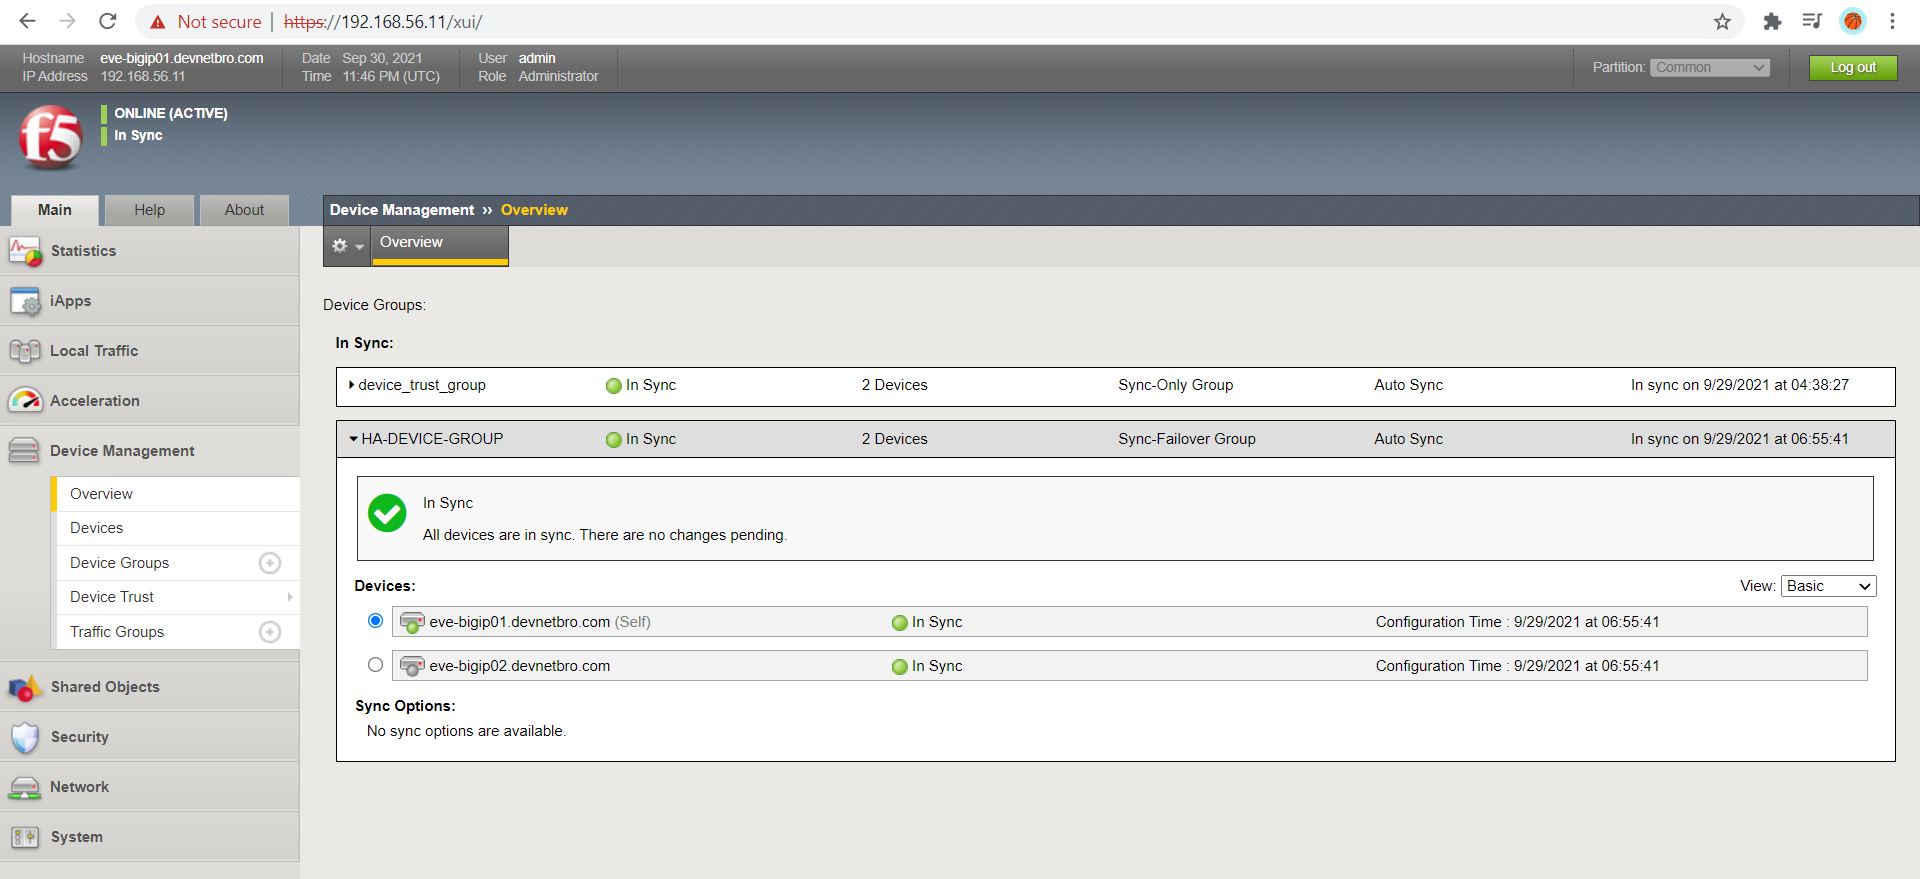 Not secure | https://192.168.56.11/xui/
Hostname eve-bigip01.devnetbro.com Date Sep 30, 2021 User admin
IP Address 192.168.56.11 Time 11:46 PM (UTC) Role Administrator
Partition: Common Log out
f5
ONLINE (ACTIVE)
In Sync
Main Help About
Device Management ›› Overview
Overview
Statistics
iApps
Local Traffic
Acceleration
Device Management
Overview
Devices
Device Groups
Device Trust
Traffic Groups
Shared Objects
Security
Network
System
Device Groups:
In Sync:
device_trust_group In Sync 2 Devices Sync-Only Group Auto Sync In sync on 9/29/2021 at 04:38:27
HA-DEVICE-GROUP In Sync 2 Devices Sync-Failover Group Auto Sync In sync on 9/29/2021 at 06:55:41
In Sync
All devices are in sync. There are no changes pending.
Devices: View: Basic
eve-bigip01.devnetbro.com (Self) In Sync Configuration Time : 9/29/2021 at 06:55:41
eve-bigip02.devnetbro.com In Sync Configuration Time : 9/29/2021 at 06:55:41
Sync Options:
No sync options are available.